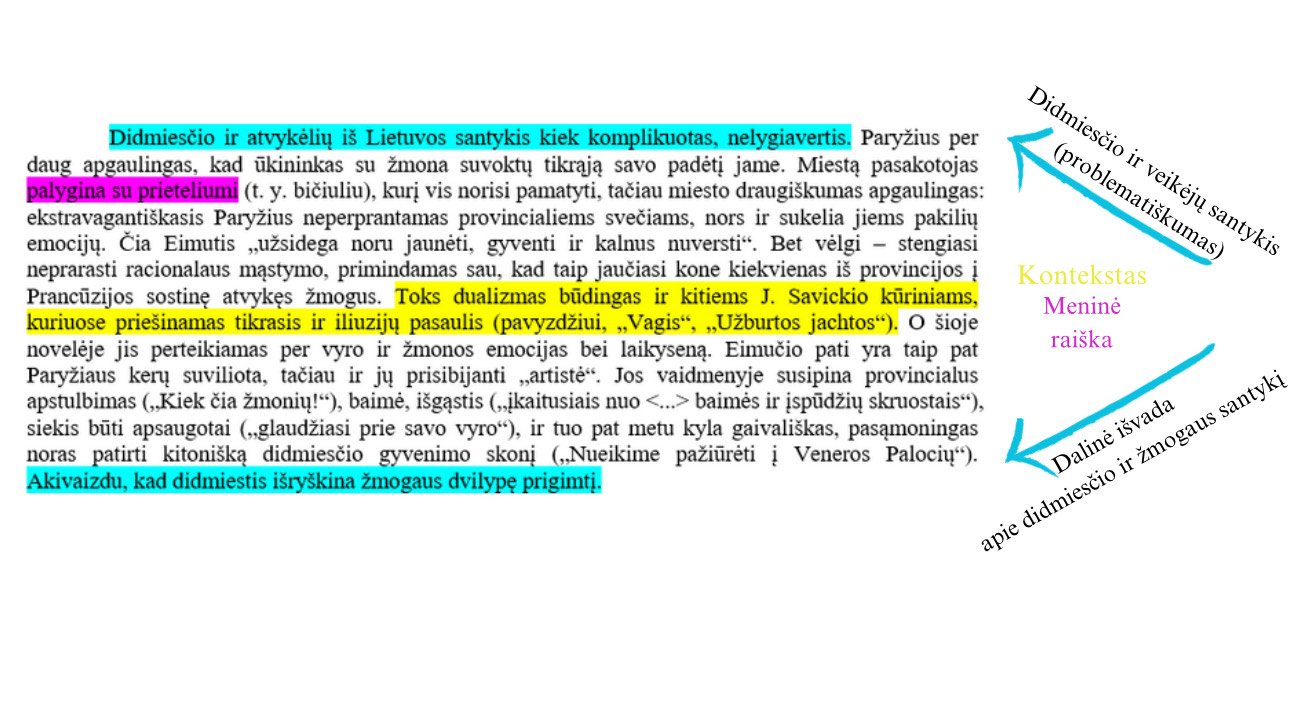 Didmiesčio ir atvykėlių iš Lietuvos santykis kiek komplikuotas, nelygiavertis. Paryžius per
daug apgaulingas, kad ūkininkas su žmona suvoktų tikrąją savo padėtį jame. Miestą pasakotojas
palygina su prieteliumi (t. y. bičiuliu), kurį vis norisi pamatyti, tačiau miesto draugiškumas apgaulingas:
ekstravagantiškasis Paryžius neperprantamas provincialiems svečiams, nors ir sukelia jiems pakilių
emocijų. Čia Eimutis „užsidega noru jaunėti, gyventi ir kalnus nuversti“. Bet vėlgi – stengiasi
neprarasti racionalaus mąstymo, primindamas sau, kad taip jaučiasi kone kiekvienas iš provincijos į
Prancūzijos sostinę atvykęs žmogus. Toks dualizmas būdingas ir kitiems J. Savickio kūriniams,
kuriuose priešinamas tikrasis ir iliuzijų pasaulis (pavyzdžiui, „Vagis“, „Užburtos jachtos“). O šioje
novelėje jis perteikiamas per vyro ir žmonos emocijas bei laikyseną. Eimučio pati yra taip pat
Paryžiaus kerų suviliota, tačiau ir jų prisibijanti „artistė“. Jos vaidmenyje susipina provincialus
apstulbimas („Kiek čia žmonių!“), baimė, išgąstis („įkaitusiais nuo <...> baimės ir įspūdžių skruostais“),
siekis būti apsaugotai („glaudžiasi prie savo vyro“), ir tuo pat metu kyla gaivališkas, pasąmoningas
noras patirti kitonišką didmiesčio gyvenimo skonį („Nueikime pažiūrėti į Veneros Palocių“).
Akivaizdu, kad didmiestis išryškina žmogaus dvilypę prigimtį.
Didmiesčio ir veikėjų santykis
(problematiškumas)
Kontekstas
Meninė
raiška
Dalinė išvada
apie didmiesčio ir žmogaus santykį